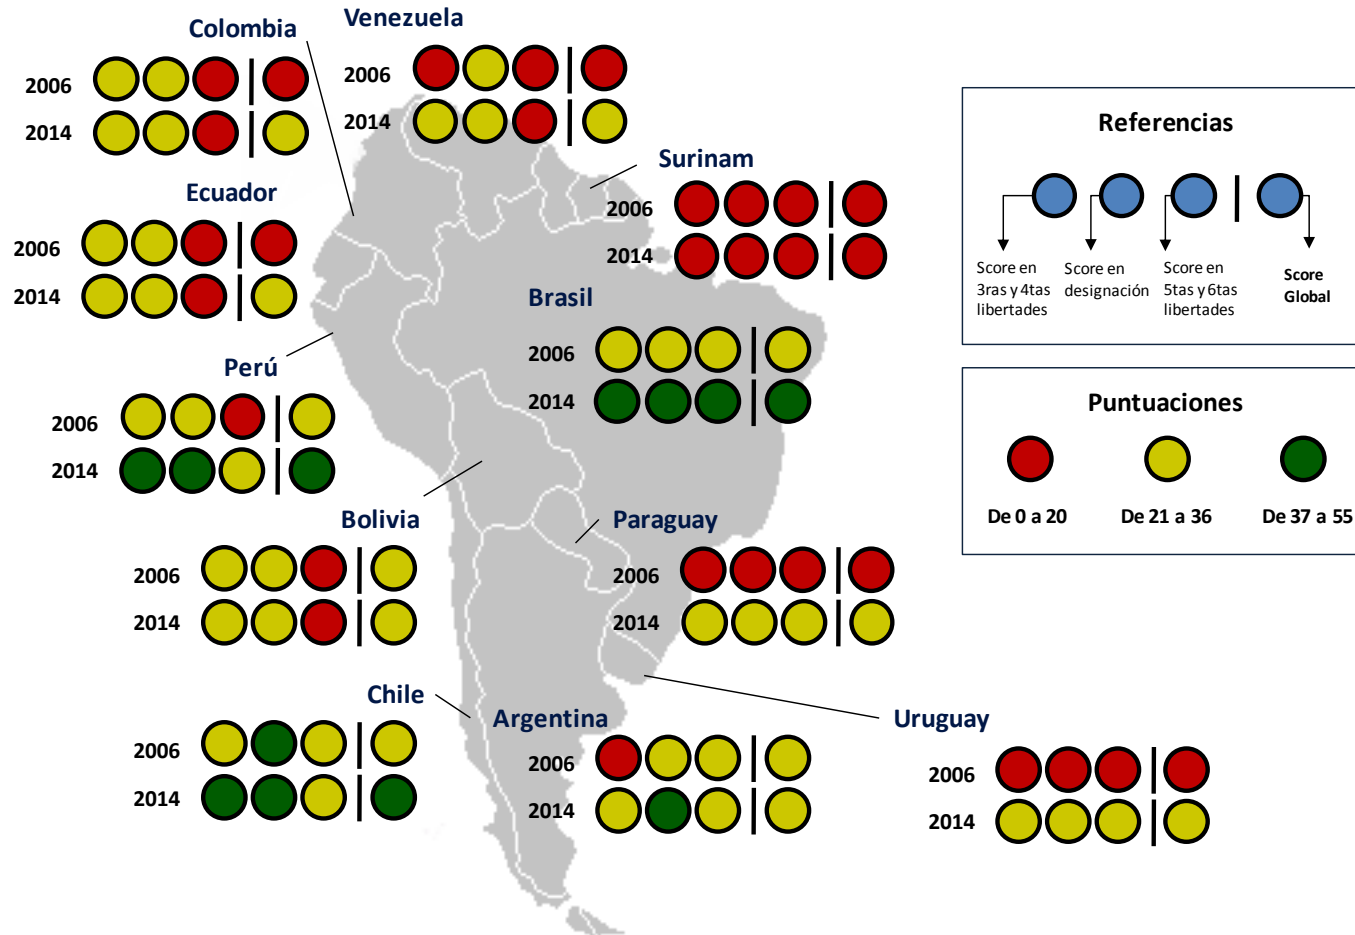 Colombia
2006
2014
Venezuela
2006
2014
Ecuador
2006
2014
Surinam
2006
2014
Perú
2006
2014
Brasil
2006
2014
Bolivia
2006
2014
Paraguay
2006
2014
Chile
2006
2014
Argentina
2006
2014
Uruguay
2006
2014
Referencias
Score en
3ras y 4tas
libertades
Score en
designación
Score en
5tas y 6tas
libertades
Score
Global
Puntuaciones
De 0 a 20
De 21 a 36
De 37 a 55